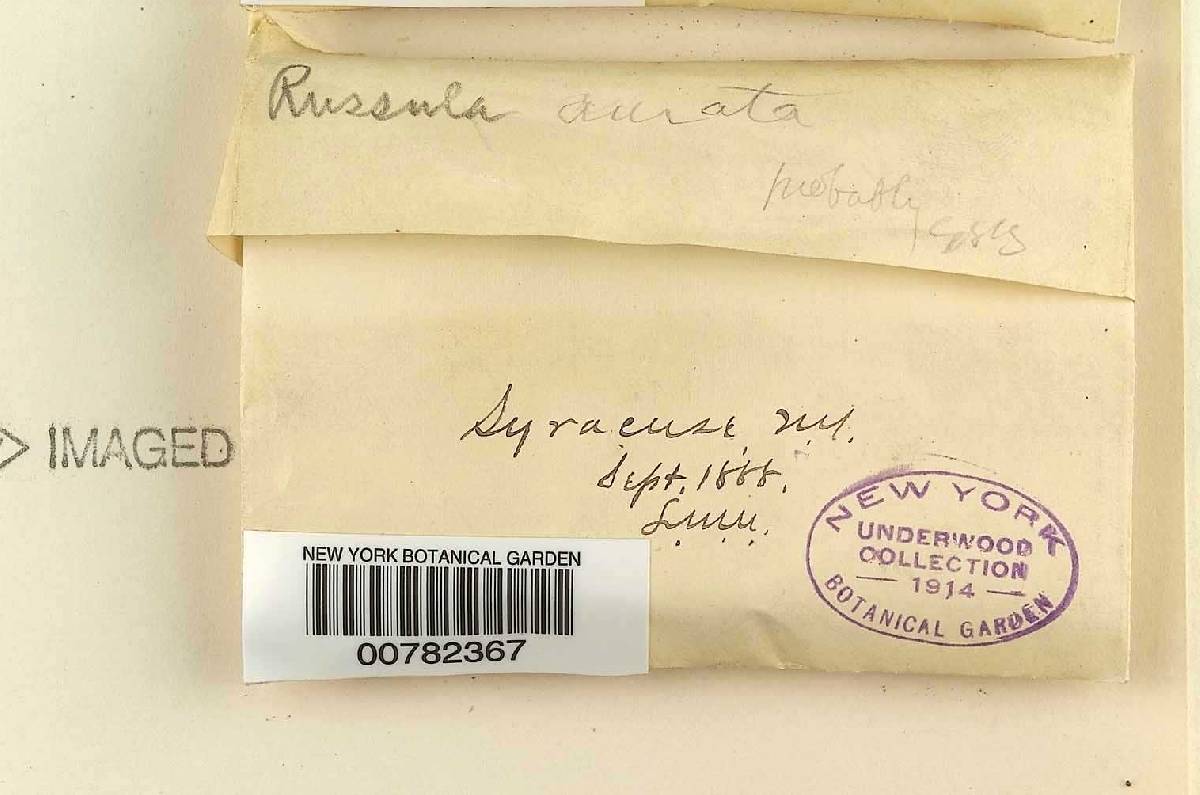 Russula aurata
probably
Syracuse, N.Y.
Sept. 1888.
L.M.U.
> IMAGED
NEW YORK
UNDERWOOD
COLLECTION
— 1914 —
BOTANICAL GARDEN
NEW YORK BOTANICAL GARDEN
00782367